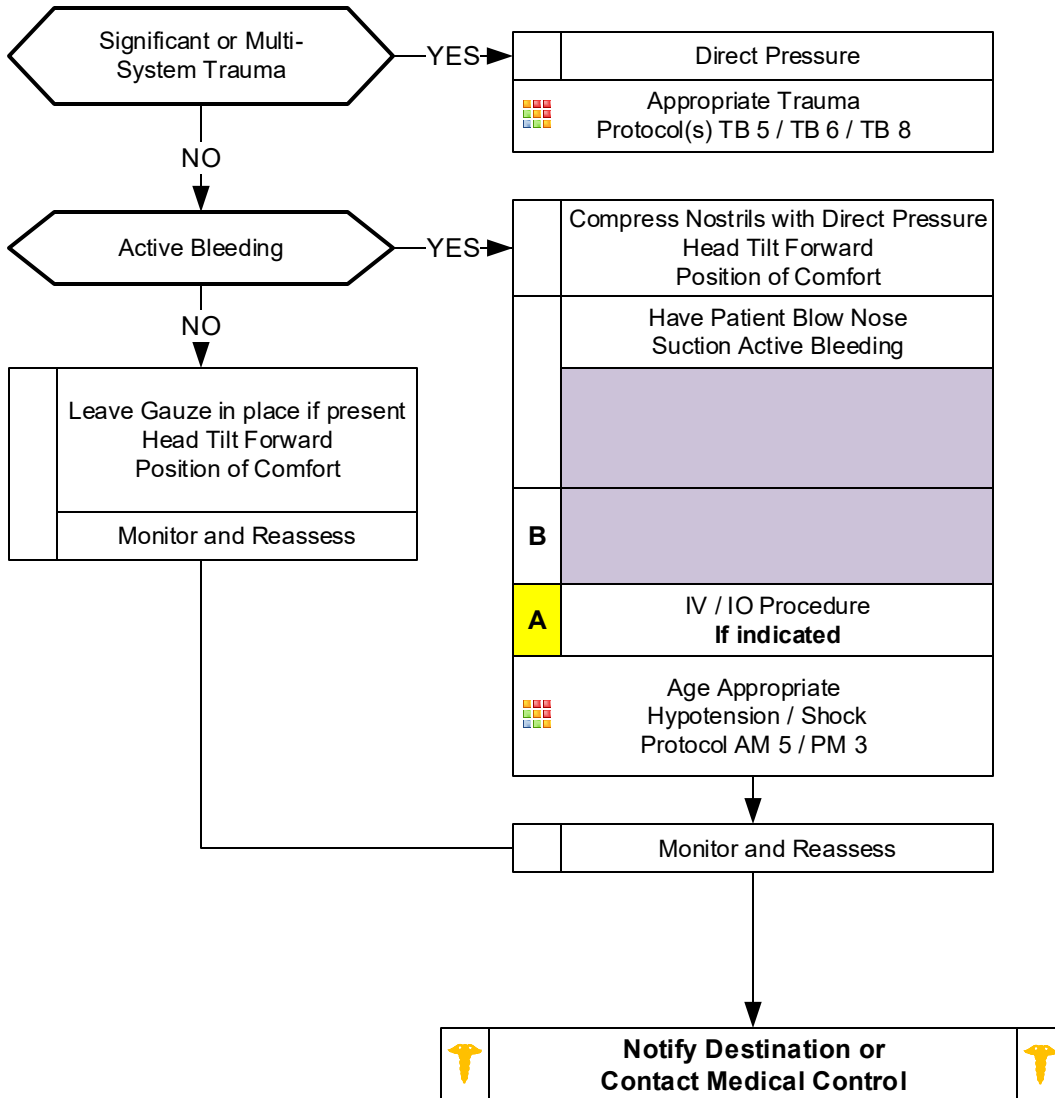 Significant or Multi-
System Trauma
YES
Direct Pressure
Appropriate Trauma
Protocol(s) TB 5 / TB 6 / TB 8
NO
Active Bleeding
YES
Compress Nostrils with Direct Pressure
Head Tilt Forward
Position of Comfort
Have Patient Blow Nose
Suction Active Bleeding
NO
Leave Gauze in place if present
Head Tilt Forward
Position of Comfort
Monitor and Reassess
B
A
IV / IO Procedure
If indicated
Age Appropriate
Hypotension / Shock
Protocol AM 5 / PM 3
Monitor and Reassess
Notify Destination or
Contact Medical Control